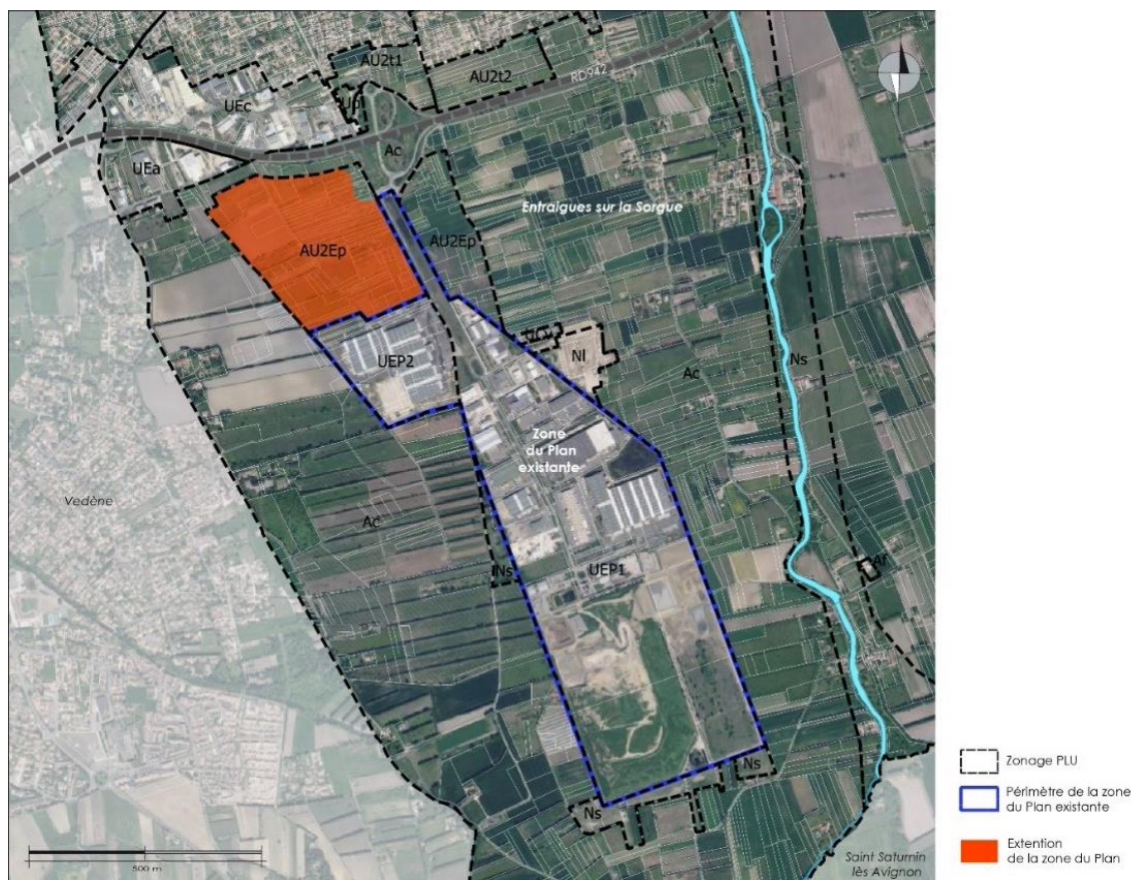 AU2t1
AU2t2
RD942
UEc
Up
Ac
UEa
Entraigues sur la Sorgue
AU2Ep
AU2Ep
Nl
UEP2
Ac
Ns
Zone
du Plan
existante
Vedène
Ac
Ns
UEP1
Af
Ns
Ns
Zonage PLU
Périmètre de la zone
du Plan existante
Extention
de la zone du Plan
500 m
Saint Saturnin
lès Avignon